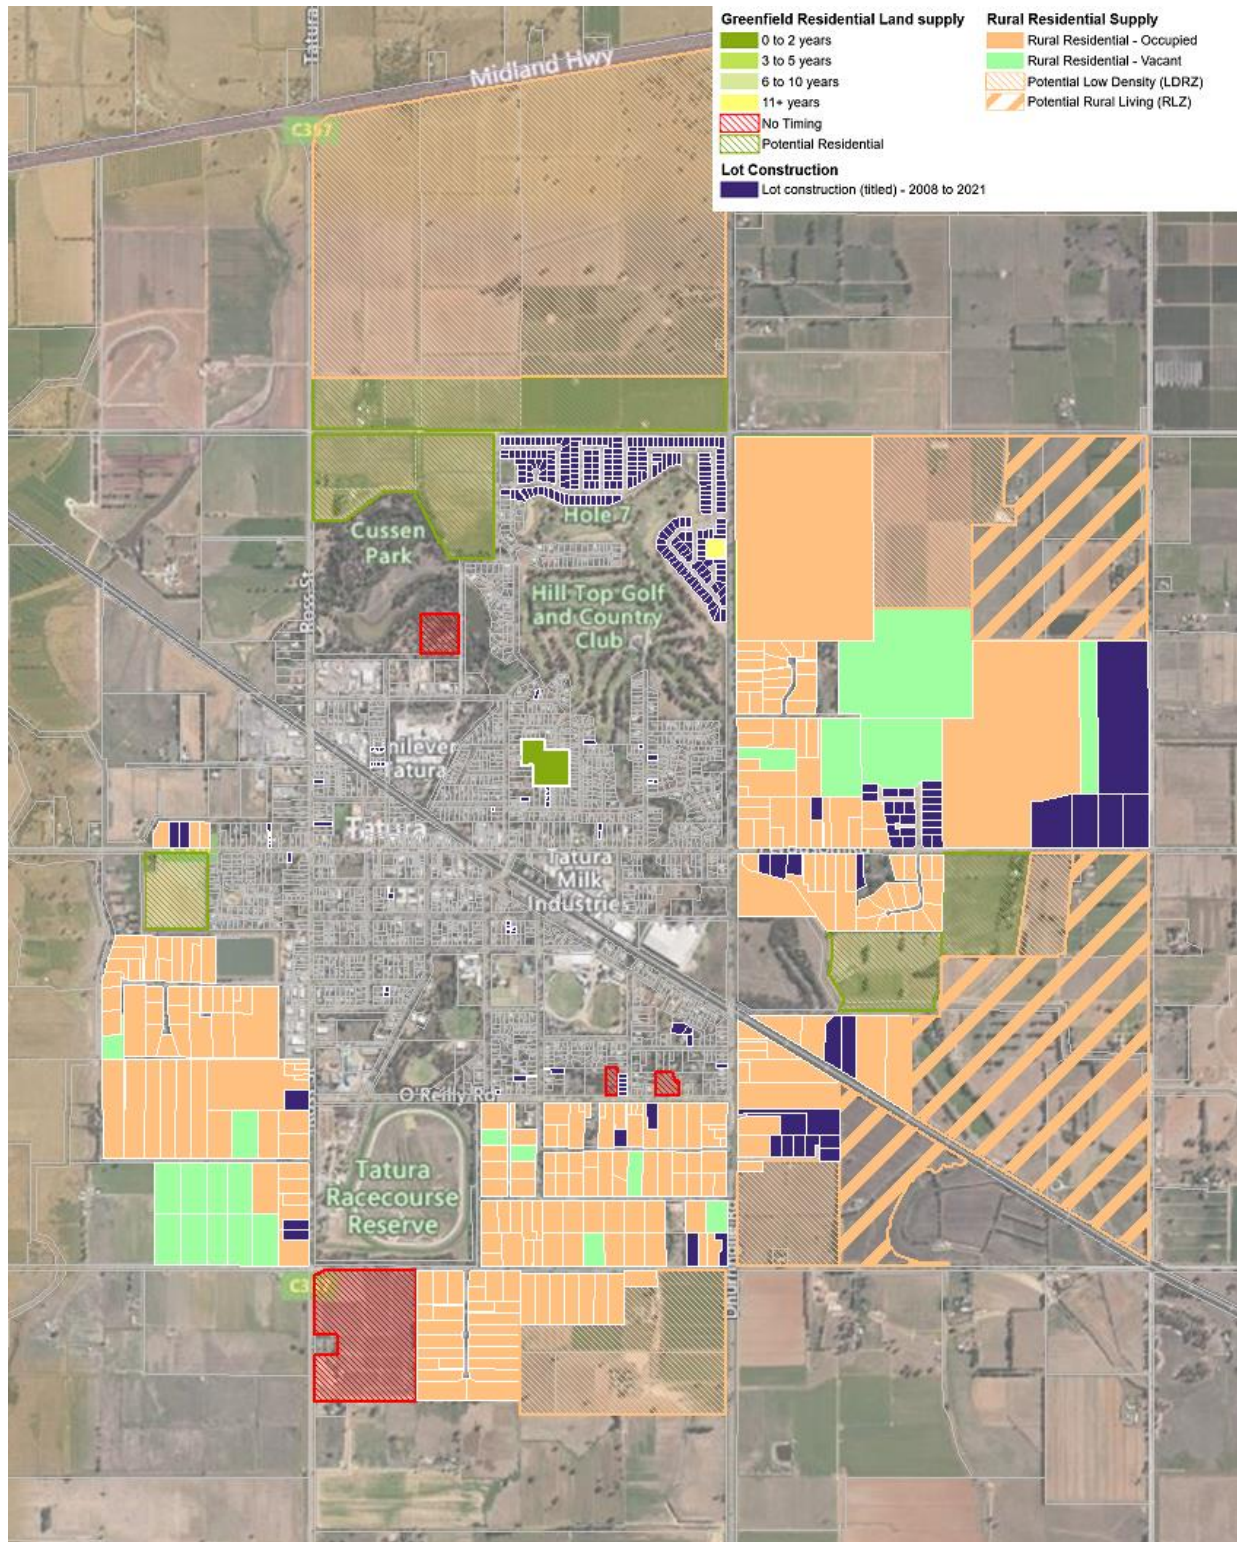 Greenfield Residential Land supply
0 to 2 years
3 to 5 years
6 to 10 years
11+ years
No Timing
Potential Residential
Lot Construction
Lot construction (titled) - 2008 to 2021
Rural Residential Supply
Rural Residential - Occupied
Rural Residential - Vacant
Potential Low Density (LDRZ)
Potential Rural Living (RLZ)
Tatura
Midland Hwy
C357
Cussen
Park
Hole 7
Hill Top Golf
and Country
Club
Ross St
nilever
Tatura
Tatura
Tatura
Milk
Industries
O'Reilly Rd
Tatura
Racecourse
Reserve